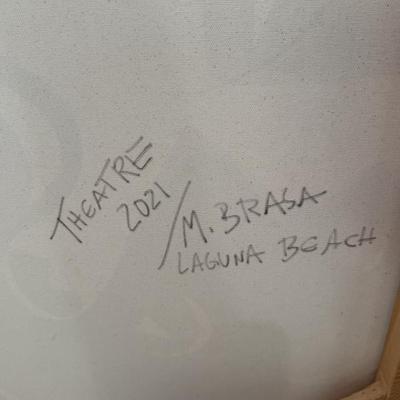 THEATRE
2021
/M. BRASA
LAGUNA BEACH